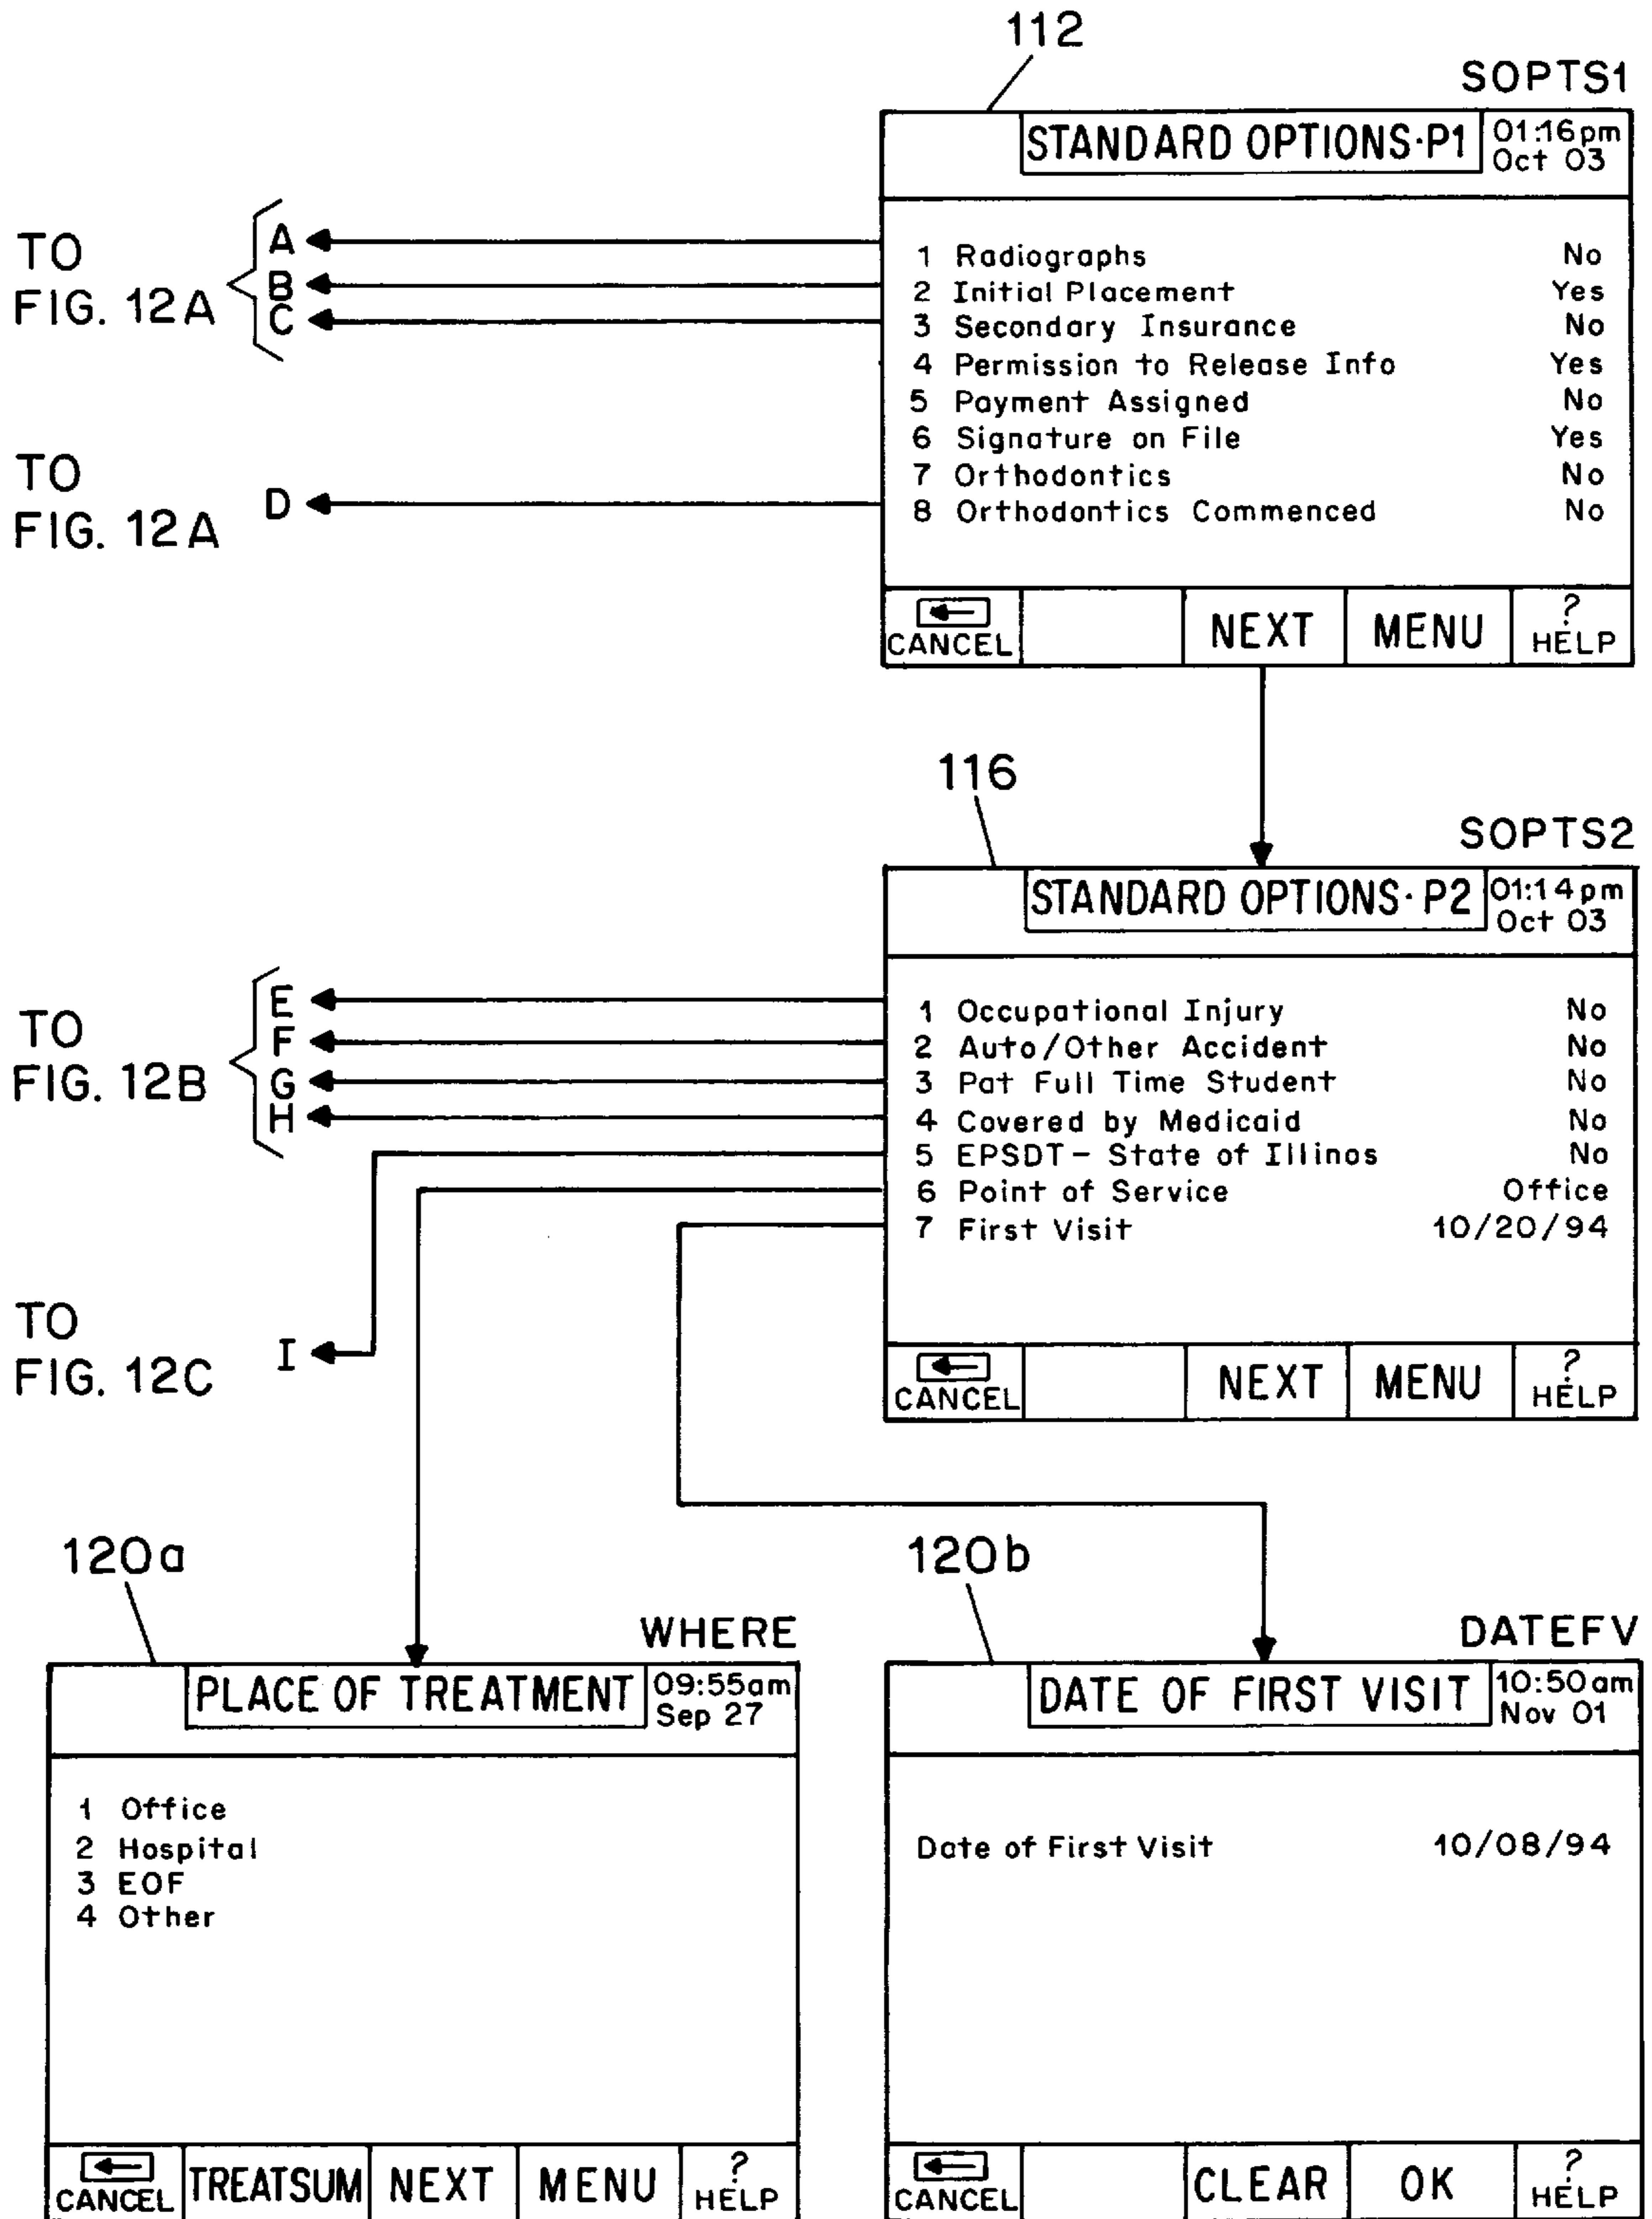 112
SOPTS1
STANDARD OPTIONS·P1
01:16pm
Oct 03
TO
FIG. 12A
A
B
C
TO
FIG. 12A
D
1 Radiographs No
2 Initial Placement Yes
3 Secondary Insurance No
4 Permission to Release Info Yes
5 Payment Assigned No
6 Signature on File Yes
7 Orthodontics No
8 Orthodontics Commenced No
CANCEL NEXT MENU ? HELP
116
SOPTS2
STANDARD OPTIONS·P2
01:14pm
Oct 03
TO
FIG. 12B
E
F
G
H
TO
FIG. 12C
I
1 Occupational Injury No
2 Auto/Other Accident No
3 Pat Full Time Student No
4 Covered by Medicaid No
5 EPSDT - State of Illinos No
6 Point of Service Office
7 First Visit 10/20/94
CANCEL NEXT MENU ? HELP
120a
WHERE
PLACE OF TREATMENT
09:55am
Sep 27
1 Office
2 Hospital
3 EOF
4 Other
CANCEL TREATSUM NEXT MENU ? HELP
120b
DATEFV
DATE OF FIRST VISIT
10:50am
Nov 01
Date of First Visit 10/08/94
CANCEL CLEAR OK ? HELP